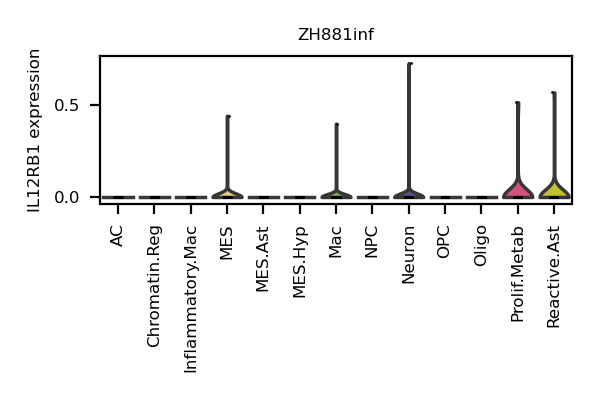 ZH881inf
IL12RB1 expression
0.5
0.0
AC
Chromatin.Reg
Inflammatory.Mac
MES
MES.Ast
MES.Hyp
Mac
NPC
Neuron
OPC
Oligo
Prolif.Metab
Reactive.Ast